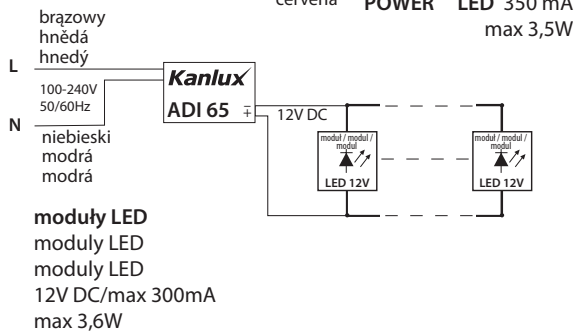 červená POWER LED 350 mA
max 3,5W
brązowy
hnědá
hnedý
L
100-240V
50/60Hz
N
niebieski
modrá
modrá
Kanlux
ADI 65
−
+
12V DC
moduł / modul /
modul
LED 12V
moduł / modul /
modul
LED 12V
moduły LED
moduly LED
moduly LED
12V DC/max 300mA
max 3,6W